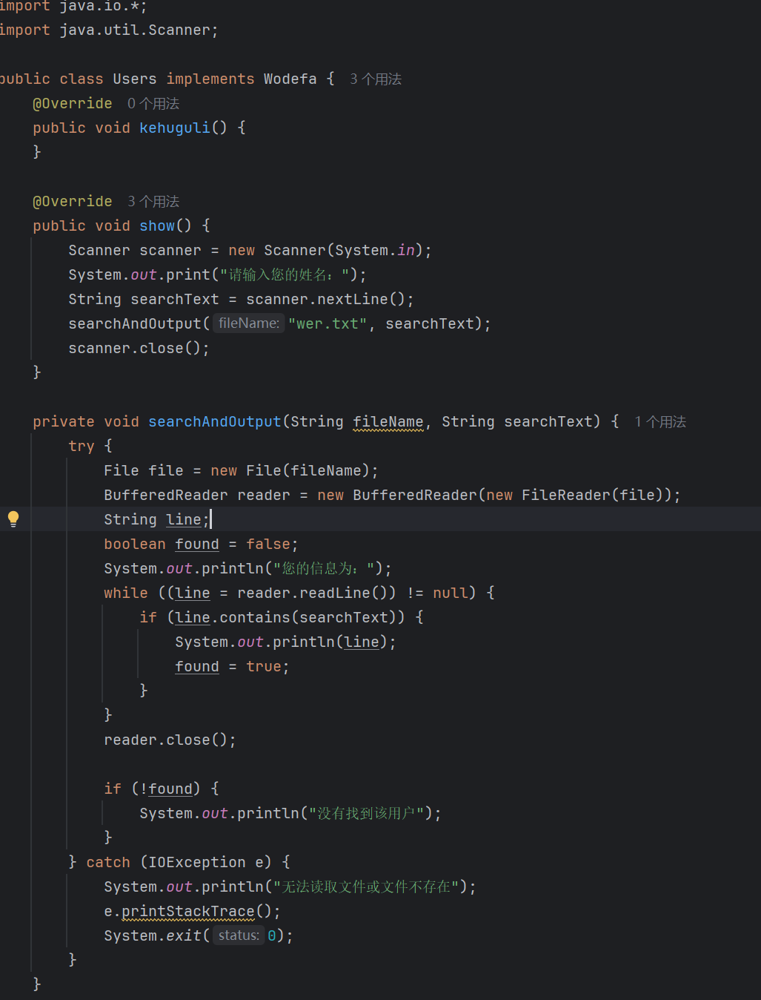 import java.io.*;
import java.util.Scanner;
public class Users implements Wodefa { 3 个用法
@Override 0 个用法
public void kehuguli() {
}
@Override 3 个用法
public void show() {
Scanner scanner = new Scanner(System.in);
System.out.print("请输入您的姓名：");
String searchText = scanner.nextLine();
searchAndOutput( fileName: "wer.txt", searchText);
scanner.close();
}
private void searchAndOutput(String fileName, String searchText) { 1 个用法
try {
File file = new File(fileName);
BufferedReader reader = new BufferedReader(new FileReader(file));
String line;
boolean found = false;
System.out.println("您的信息为：");
while ((line = reader.readLine()) != null) {
if (line.contains(searchText)) {
System.out.println(line);
found = true;
}
}
reader.close();
if (!found) {
System.out.println("没有找到该用户");
}
} catch (IOException e) {
System.out.println("无法读取文件或文件不存在");
e.printStackTrace();
System.exit( status: 0);
}
}